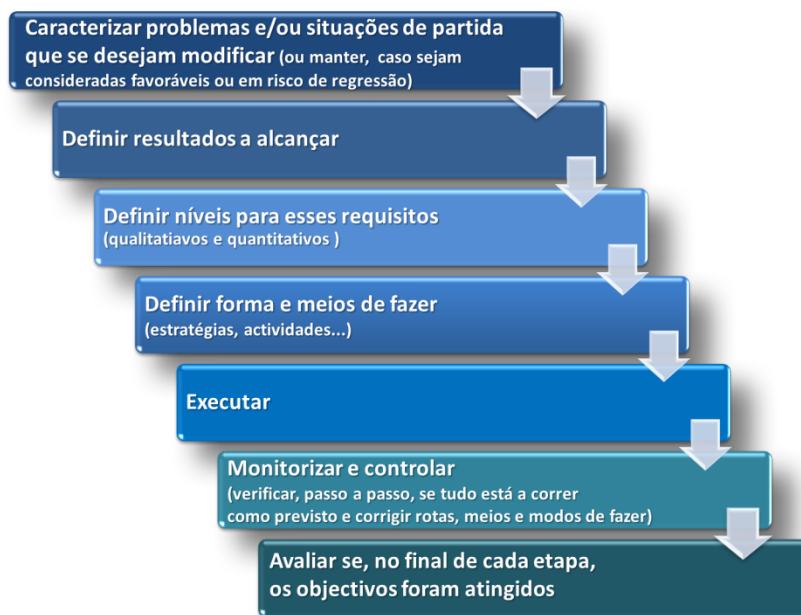 Caracterizar problemas e/ou situações de partida
que se desejam modificar (ou manter, caso sejam
consideradas favoráveis ou em risco de regressão)
Definir resultados a alcançar
Definir níveis para esses requisitos
(qualitatiavos e quantitativos )
Definir forma e meios de fazer
(estratégias, actividades...)
Executar
Monitorizar e controlar
(verificar, passo a passo, se tudo está a correr
como previsto e corrigir rotas, meios e modos de fazer)
Avaliar se, no final de cada etapa,
os objectivos foram atingidos